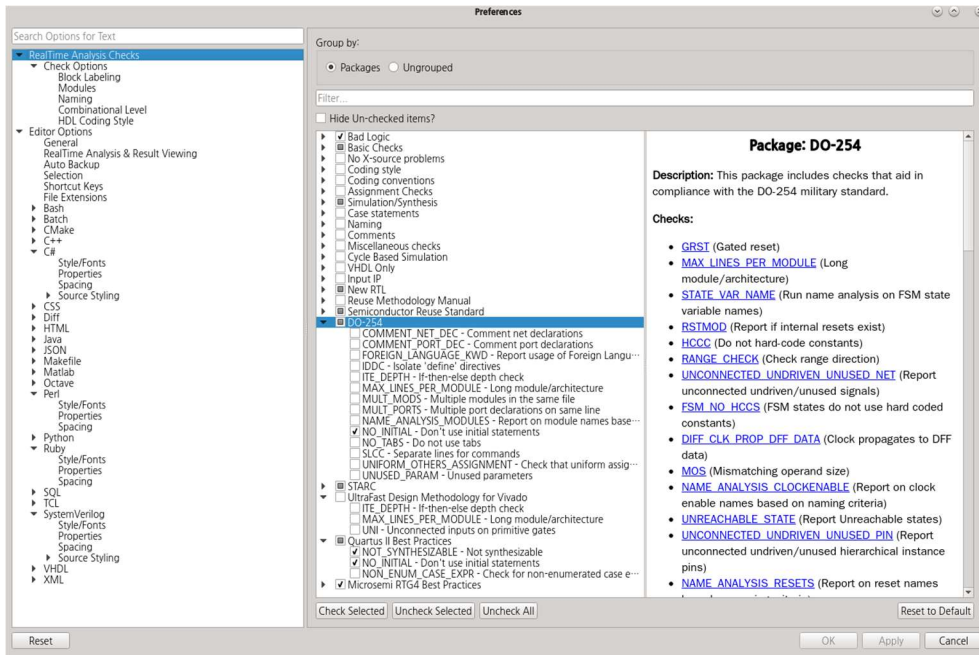 Preferences
Search Options for Text
RealTime Analysis Checks
Check Options
Block Labeling
Modules
Naming
Combinational Level
HDL Coding Style
Editor Options
General
RealTime Analysis & Result Viewing
Auto Backup
Selection
Shortcut Keys
File Extensions
Bash
Batch
CMake
C++
C#
Style/Fonts
Properties
Spacing
Source Styling
CSS
Diff
HTML
Java
JSON
Makefile
Matlab
Octave
Perl
Style/Fonts
Properties
Spacing
Python
Ruby
Style/Fonts
Properties
Spacing
SQL
TCL
SystemVerilog
Style/Fonts
Properties
Spacing
Source Styling
VHDL
XML
Group by:
Packages Ungrouped
Filter...
Hide Un-checked items?
Bad Logic
Basic Checks
No X-source problems
Coding style
Coding conventions
Assignment Checks
Simulation/Synthesis
Case statements
Naming
Comments
Miscellaneous checks
Cycle Based Simulation
VHDL Only
Input IP
New RTL
Reuse Methodology Manual
Semiconductor Reuse Standard
DO-254
COMMENT_NET_DEC - Comment net declarations
COMMENT_PORT_DEC - Comment port declarations
FOREIGN_LANGUAGE_KWD - Report usage of Foreign Langu···
IDDC - Isolate 'define' directives
ITE_DEPTH - If-then-else depth check
MAX_LINES_PER_MODULE - Long module/architecture
MULT_MODS - Multiple modules in the same file
MULT_PORTS - Multiple port declarations on same line
NAME_ANALYSIS_MODULES - Report on module names base···
NO_INITIAL - Don't use initial statements
NO_TABS - Do not use tabs
SLCC - Separate lines for commands
UNIFORM_OTHERS_ASSIGNMENT - Check that uniform assig···
UNUSED_PARAM - Unused parameters
STARC
UltraFast Design Methodology for Vivado
ITE_DEPTH - If-then-else depth check
MAX_LINES_PER_MODULE - Long module/architecture
UNI - Unconnected inputs on primitive gates
Quartus II Best Practices
NOT_SYNTHESIZABLE - Not synthesizable
NO_INITIAL - Don't use initial statements
NON_ENUM_CASE_EXPR - Check for non-enumerated case e···
Microsemi RTG4 Best Practices
Package: DO-254
Description: This package includes checks that aid in
compliance with the DO-254 military standard.
Checks:
GRST (Gated reset)
MAX_LINES_PER_MODULE (Long
module/architecture)
STATE_VAR_NAME (Run name analysis on FSM state
variable names)
RSTMOD (Report if internal resets exist)
HCCC (Do not hard-code constants)
RANGE_CHECK (Check range direction)
UNCONNECTED_UNDRIVEN_UNUSED_NET (Report
unconnected undriven/unused signals)
FSM_NO_HCCS (FSM states do not use hard coded
constants)
DIFF_CLK_PROP_DFF_DATA (Clock propagates to DFF
data)
MOS (Mismatching operand size)
NAME_ANALYSIS_CLOCKENABLE (Report on clock
enable names based on naming criteria)
UNREACHABLE_STATE (Report Unreachable states)
UNCONNECTED_UNDRIVEN_UNUSED_PIN (Report
unconnected undriven/unused hierarchical instance
pins)
NAME_ANALYSIS_RESETS (Report on reset names
Check Selected Uncheck Selected Uncheck All Reset to Default
Reset OK Apply Cancel